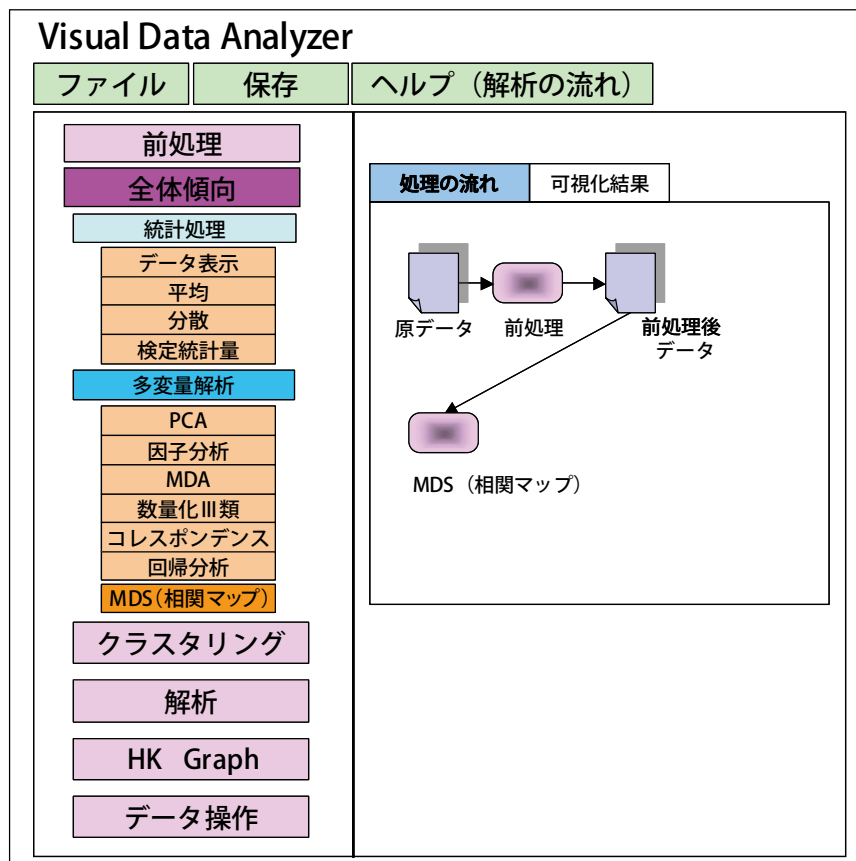 Visual Data Analyzer
ファイル
保存
ヘルプ（解析の流れ）
前処理
全体傾向
統計処理
データ表示
平均
分散
検定統計量
多変量解析
PCA
因子分析
MDA
数量化Ⅲ類
コレスポンデンス
回帰分析
MDS（相関マップ）
クラスタリング
解析
HK Graph
データ操作
処理の流れ
可視化結果
原データ
前処理
前処理後
データ
MDS（相関マップ）